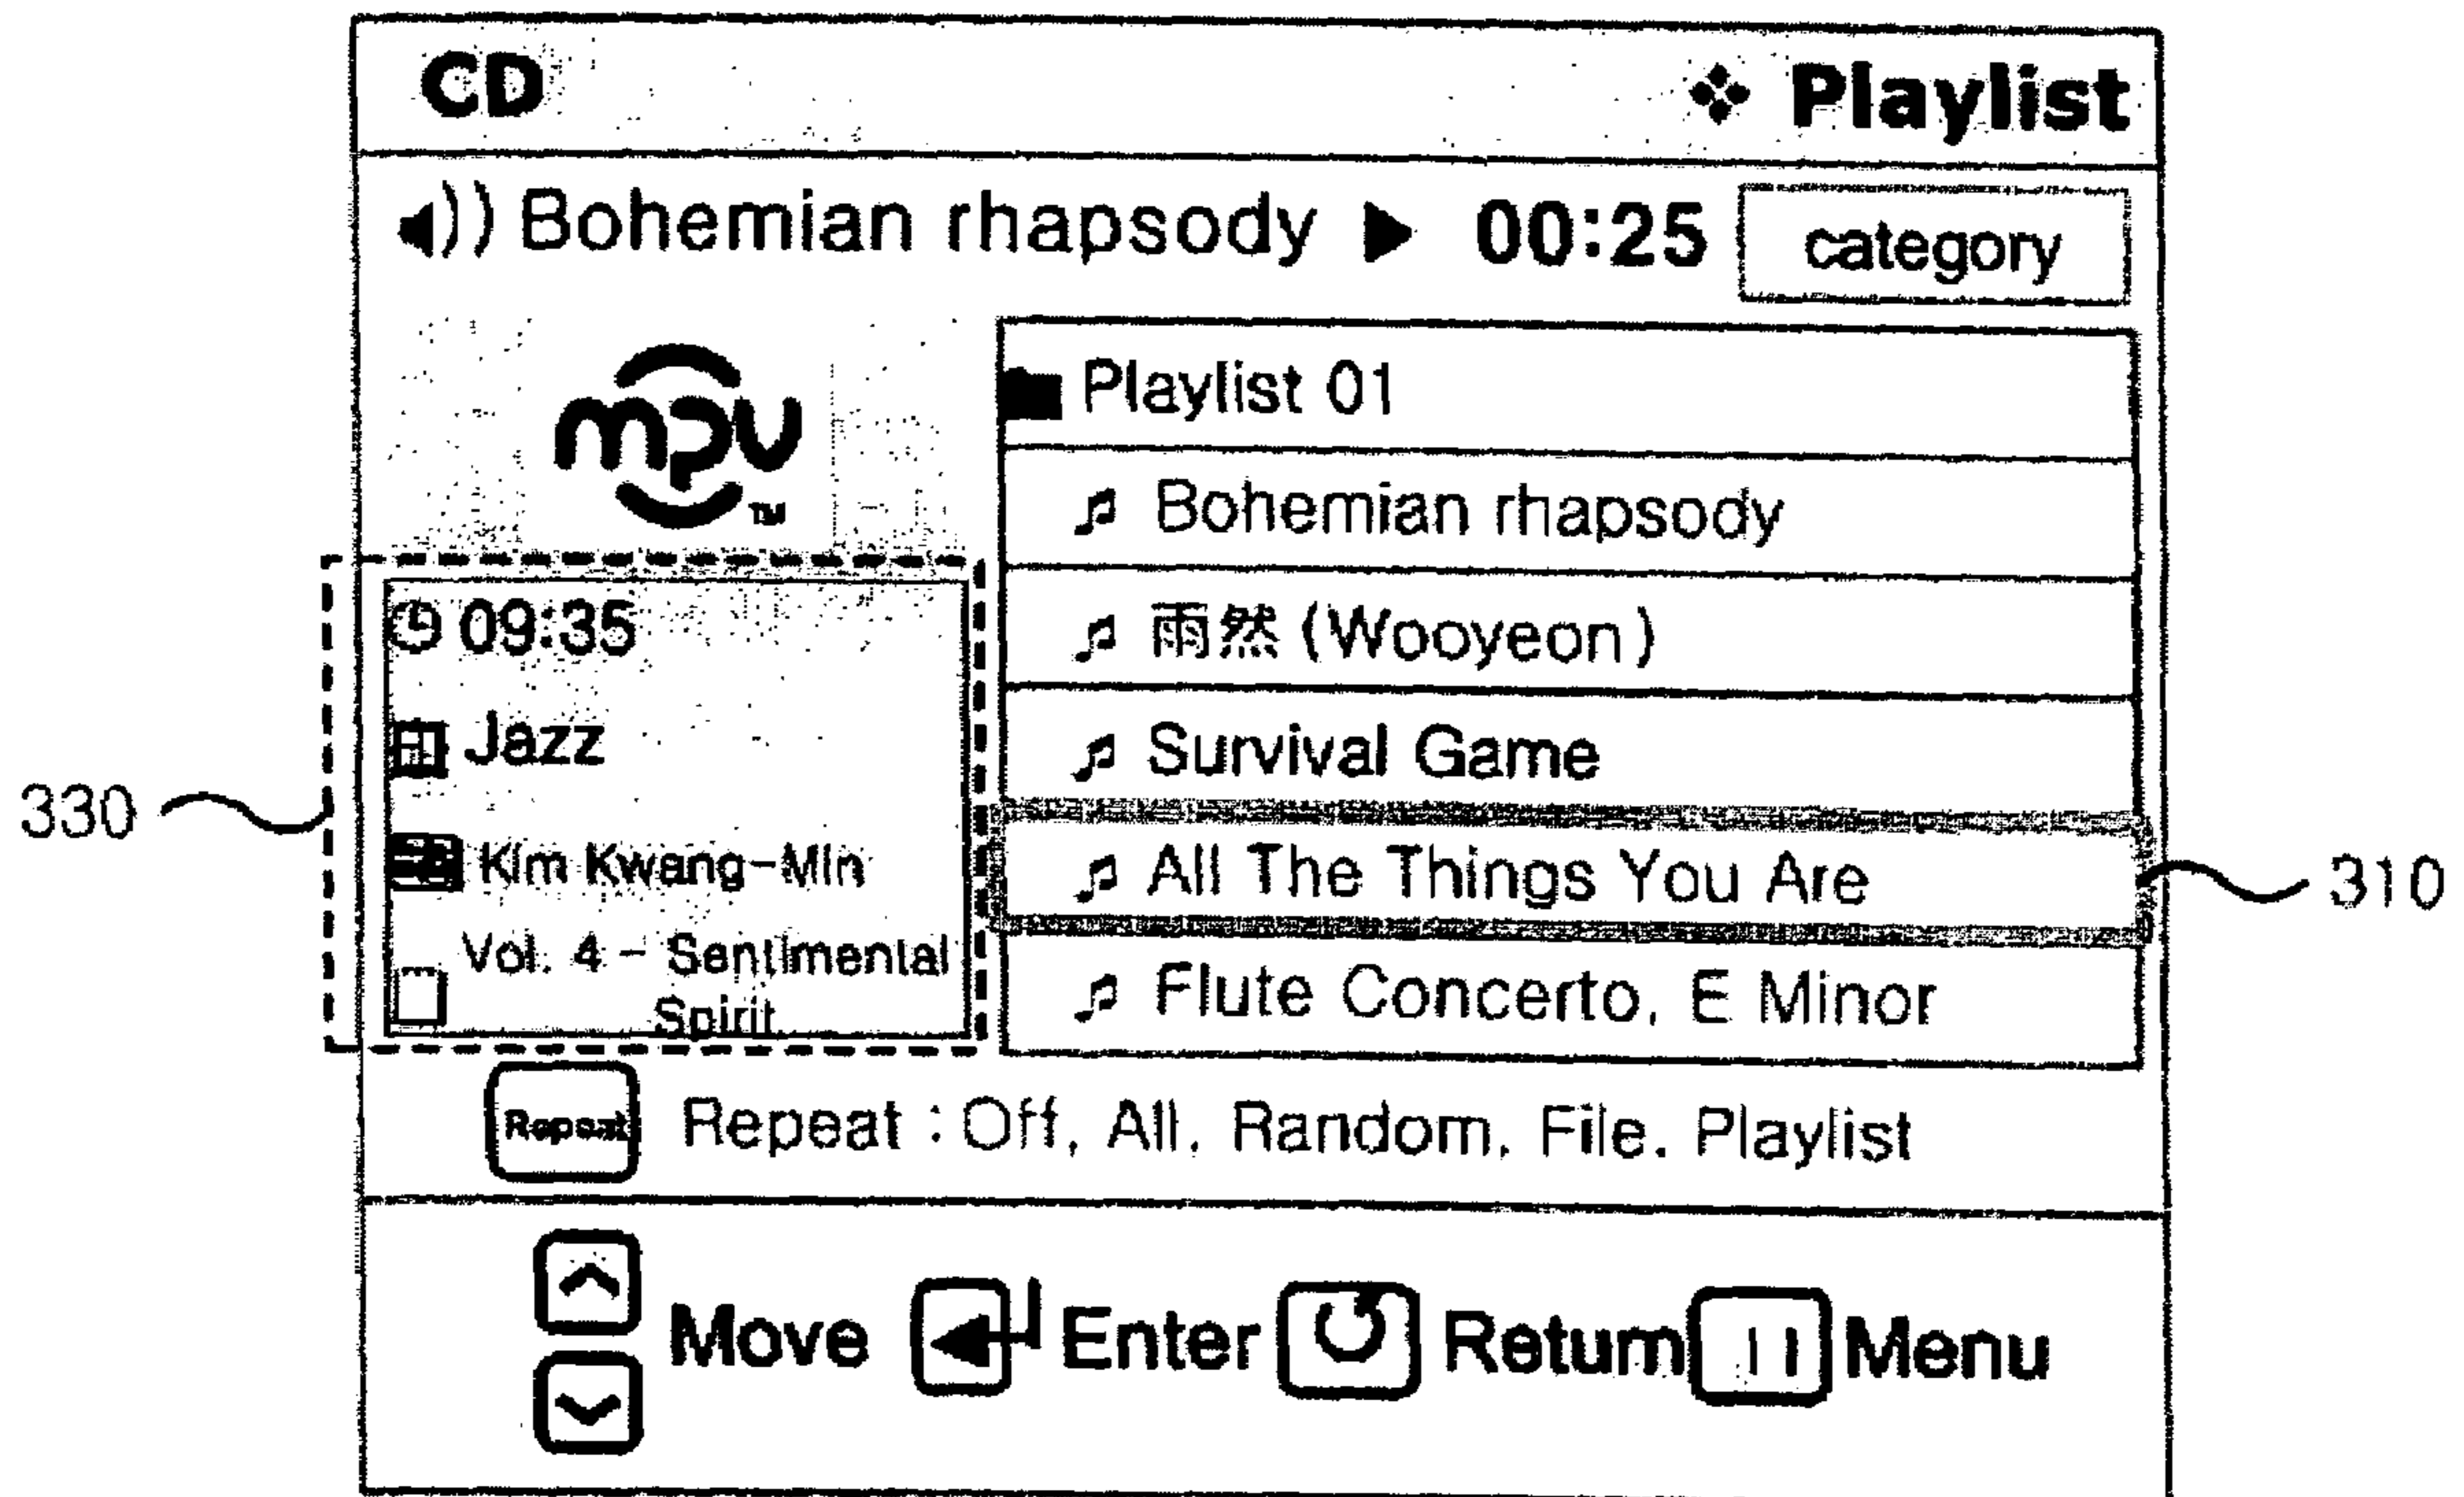 CD ❖ Playlist
Bohemian rhapsody ▶ 00:25 category
mpv TM
Playlist 01
Bohemian rhapsody
雨然 (Wooyeon)
Survival Game
All The Things You Are
Flute Concerto, E Minor
09:35
Jazz
Kim Kwang-Min
Vol. 4 - Sentimental
Spirit
330
310
Repeat Repeat : Off, All, Random, File, Playlist
Move Enter Return Menu